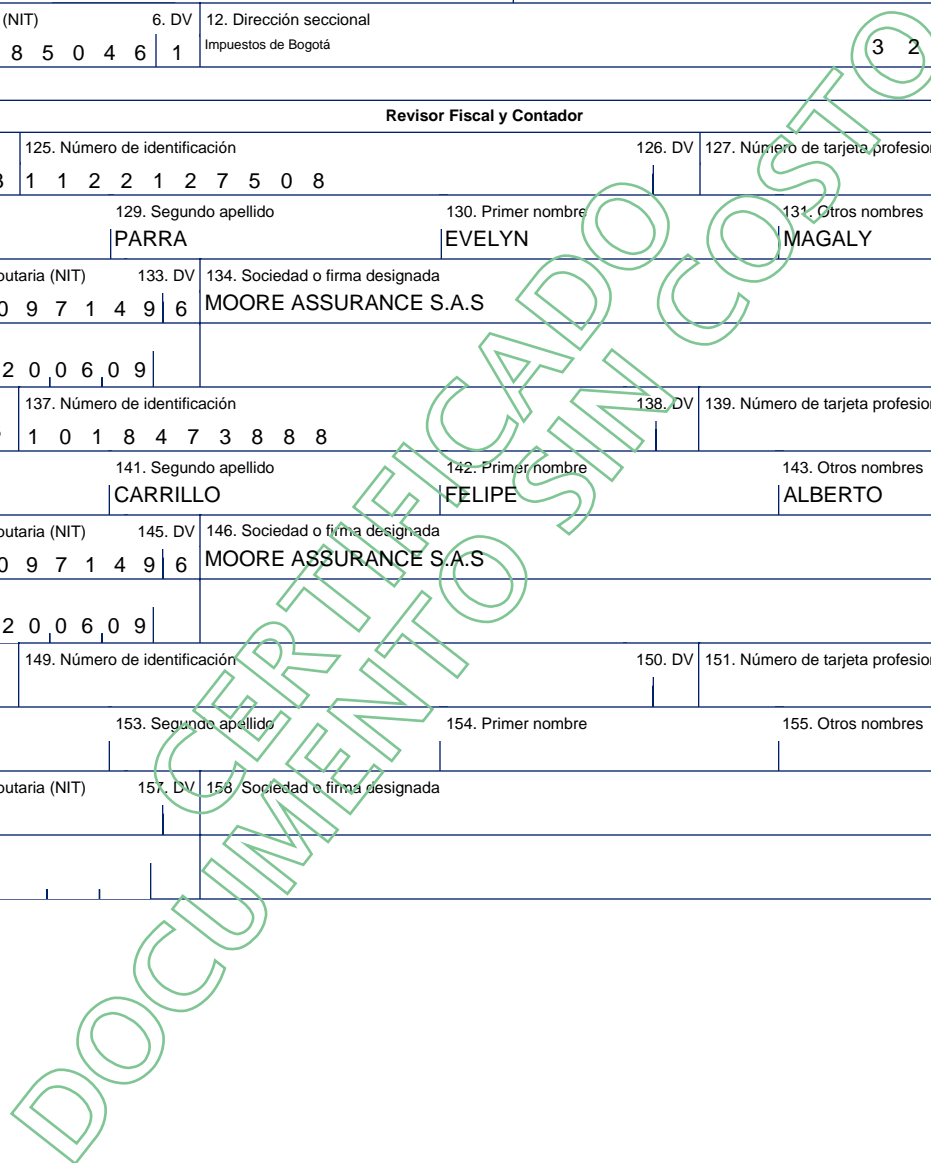 (NIT) 6. DV 12. Dirección seccional
8 5 0 4 6 1 Impuestos de Bogotá 3 2
Revisor Fiscal y Contador
125. Número de identificación 126. DV 127. Número de tarjeta profesion
1 1 2 2 1 2 7 5 0 8
129. Segundo apellido 130. Primer nombre 131. Otros nombres
PARRA EVELYN MAGALY
butaria (NIT) 133. DV 134. Sociedad o firma designada
0 9 7 1 4 9 6 MOORE ASSURANCE S.A.S
2 0 0 6 0 9
137. Número de identificación 138. DV 139. Número de tarjeta profesion
1 0 1 8 4 7 3 8 8 8
141. Segundo apellido 142. Primer nombre 143. Otros nombres
CARRILLO FELIPE ALBERTO
butaria (NIT) 145. DV 146. Sociedad o firma designada
0 9 7 1 4 9 6 MOORE ASSURANCE S.A.S
2 0 0 6 0 9
149. Número de identificación 150. DV 151. Número de tarjeta profesion
153. Segundo apellido 154. Primer nombre 155. Otros nombres
butaria (NIT) 157. DV 158. Sociedad o firma designada
CERTIFICADO
DOCUMENTO SIN COSTO